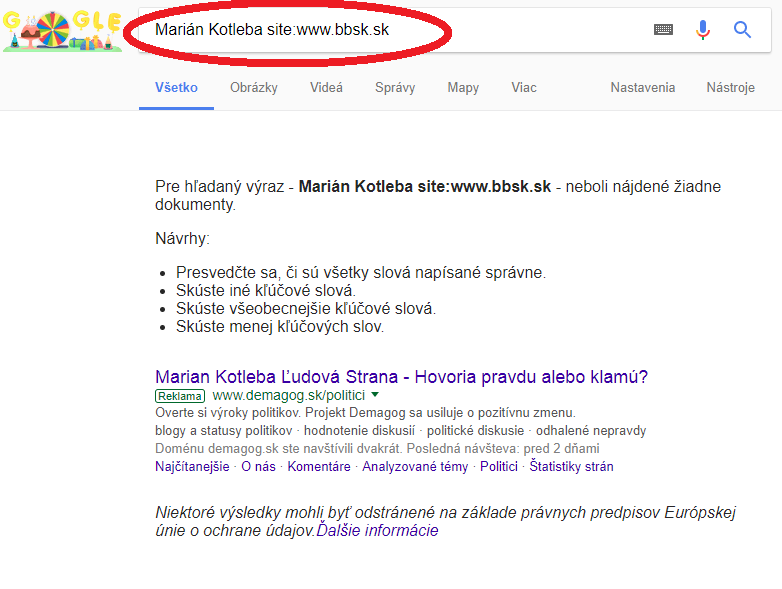 GOOGLE
Marián Kotleba site:www.bbsk.sk
Všetko Obrázky Videá Správy Mapy Viac Nastavenia Nástroje
Pre hľadaný výraz - Marián Kotleba site:www.bbsk.sk - neboli nájdené žiadne
dokumenty.
Návrhy:
Presvedčte sa, či sú všetky slová napísané správne.
Skúste iné kľúčové slová.
Skúste všeobecnejšie kľúčové slová.
Skúste menej kľúčových slov.
Marian Kotleba Ľudová Strana - Hovoria pravdu alebo klamú?
Reklama www.demagog.sk/politici
Overte si výroky politikov. Projekt Demagog sa usiluje o pozitívnu zmenu.
blogy a statusy politikov · hodnotenie diskusií · politické diskusie · odhalené nepravdy
Doménu demagog.sk ste navštívili dvakrát. Posledná návšteva: pred 2 dňami
Najčítanejšie · O nás · Komentáre · Analyzované témy · Politici · Štatistiky strán
Niektoré výsledky mohli byť odstránené na základe právnych predpisov Európskej
únie o ochrane údajov.Ďalšie informácie